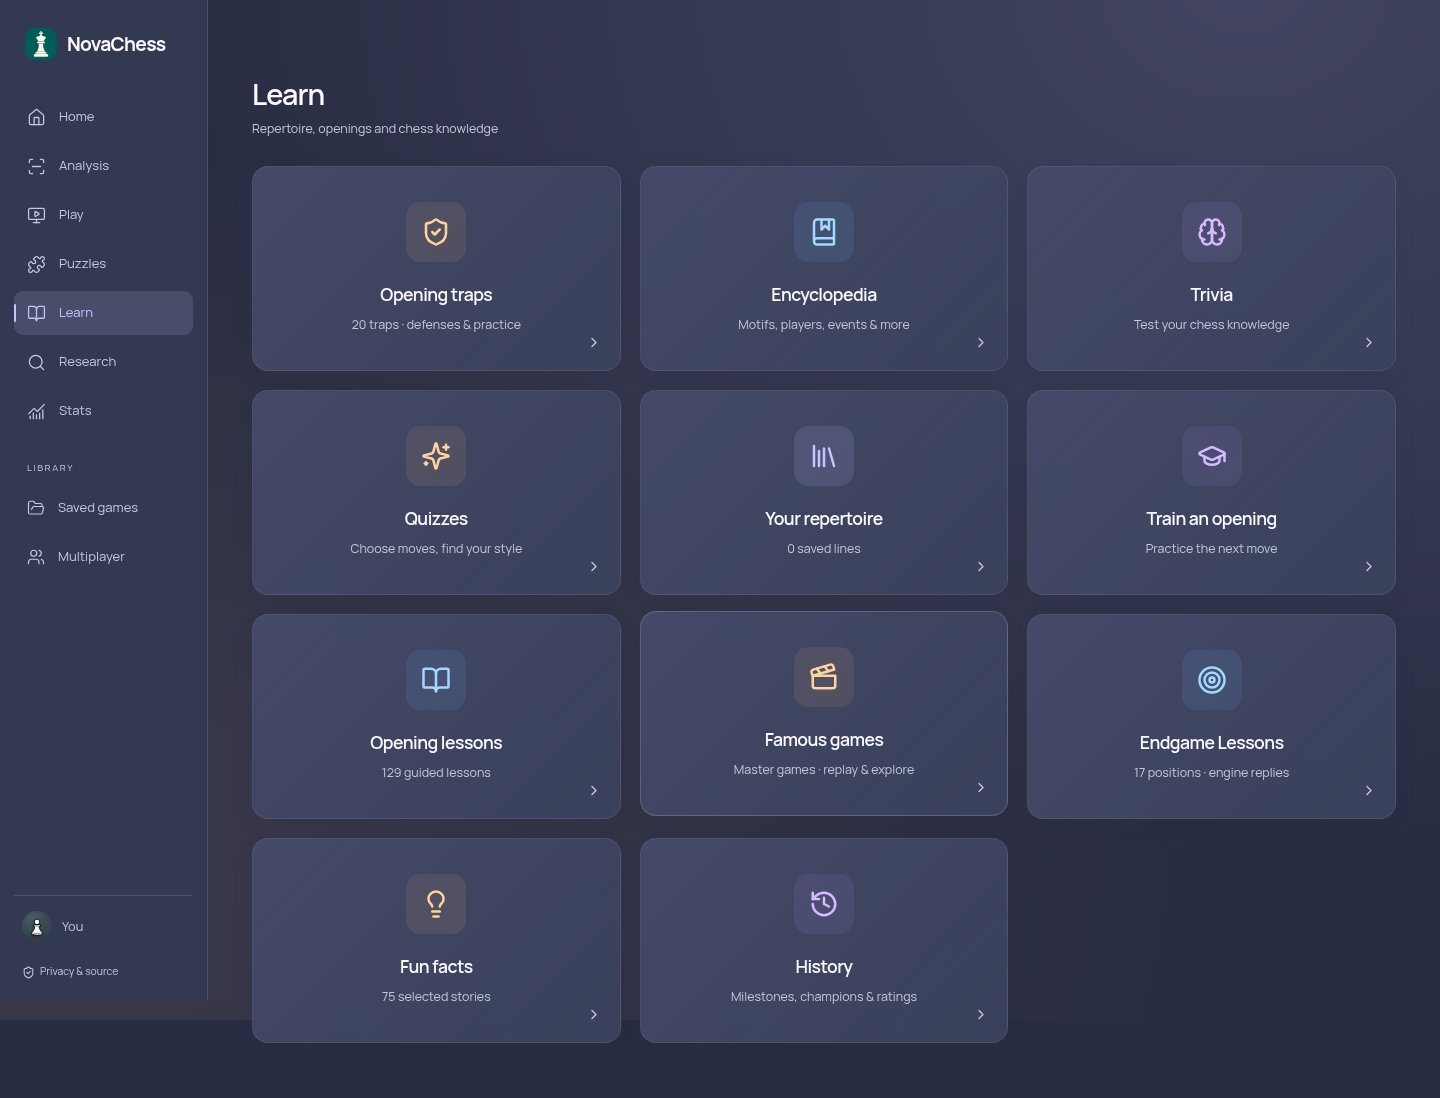 NovaChess
Home
Analysis
Play
Puzzles
Learn
Research
Stats
LIBRARY
Saved games
Multiplayer
You
Privacy & source
Learn
Repertoire, openings and chess knowledge
Opening traps
20 traps · defenses & practice
Encyclopedia
Motifs, players, events & more
Trivia
Test your chess knowledge
Quizzes
Choose moves, find your style
Your repertoire
0 saved lines
Train an opening
Practice the next move
Opening lessons
129 guided lessons
Famous games
Master games · replay & explore
Endgame Lessons
17 positions · engine replies
Fun facts
75 selected stories
History
Milestones, champions & ratings